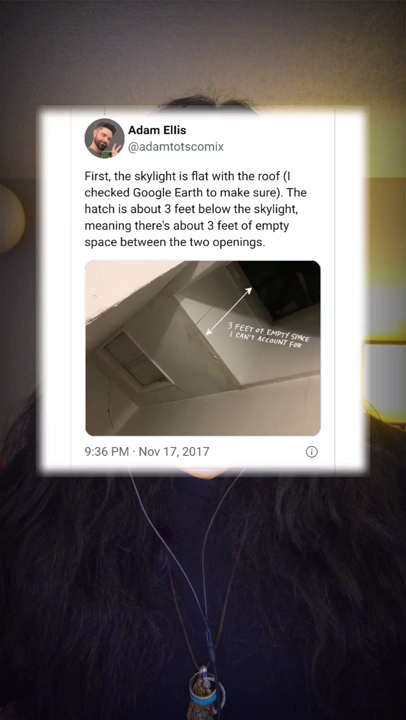 Adam Ellis
@adamtotscomix
First, the skylight is flat with the roof (I
checked Google Earth to make sure). The
hatch is about 3 feet below the skylight,
meaning there's about 3 feet of empty
space between the two openings.
3 FEET OF EMPTY SPACE
I CAN'T ACCOUNT FOR
9:36 PM · Nov 17, 2017